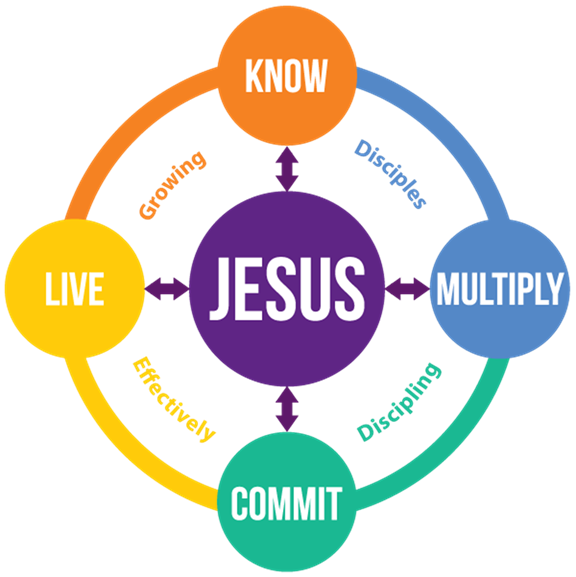 KNOW
Growing
Disciples
LIVE
JESUS
MULTIPLY
Effectively
Discipling
COMMIT